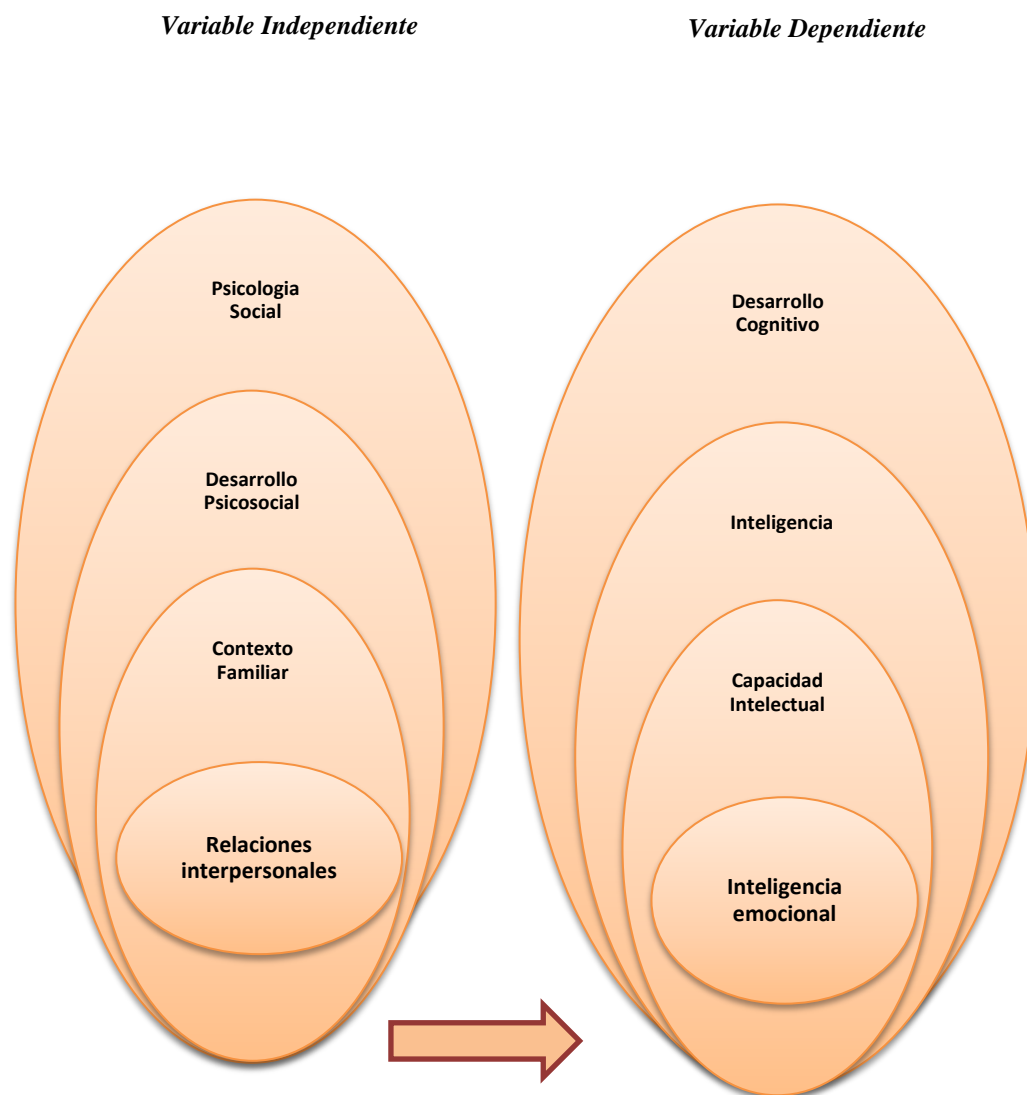 Variable Independiente
Variable Dependiente
Psicologia
Social
Desarrollo
Psicosocial
Contexto
Familiar
Relaciones
interpersonales
Desarrollo
Cognitivo
Inteligencia
Capacidad
Intelectual
Inteligencia
emocional